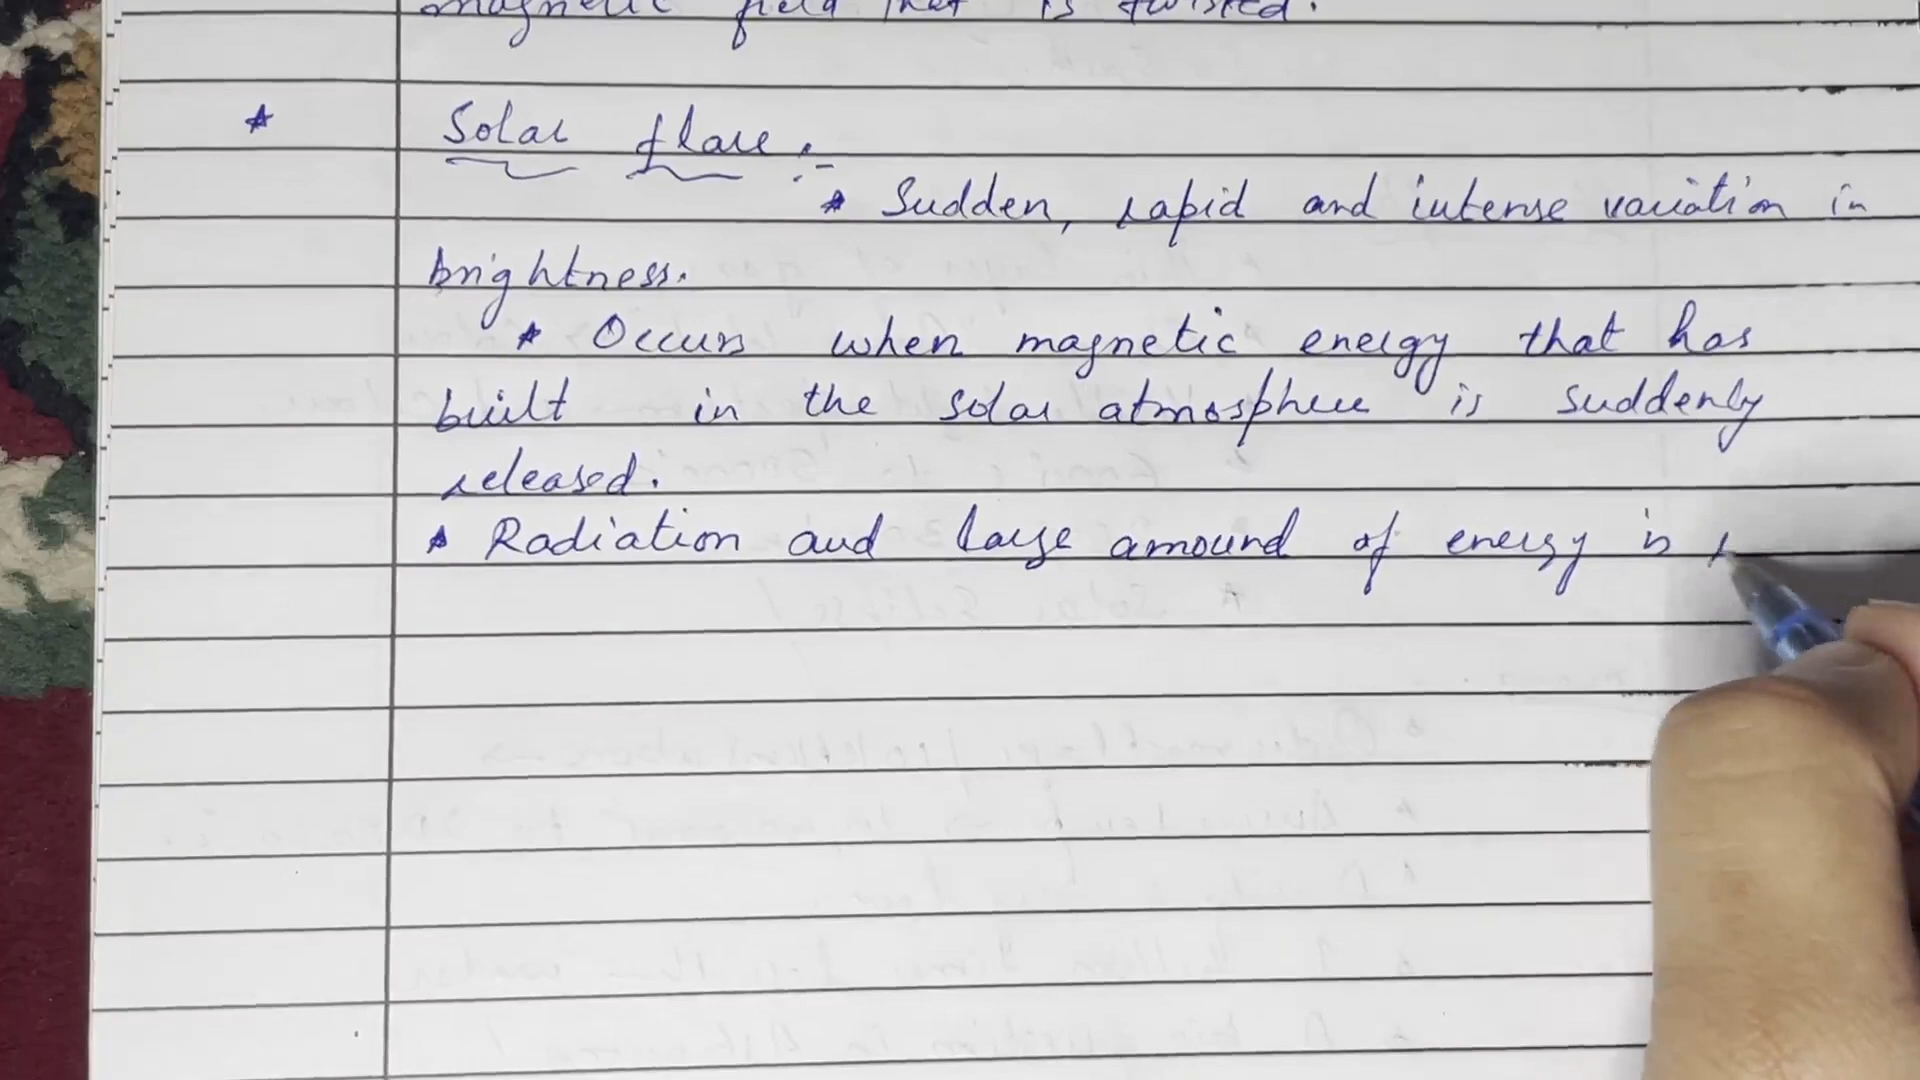 magnetic field that is twisted.
* Solar flare :-
* Sudden, rapid and intense variation in
brightness.
* Occurs when magnetic energy that has
built in the solar atmosphere is suddenly
released.
* Radiation and large amound of energy is